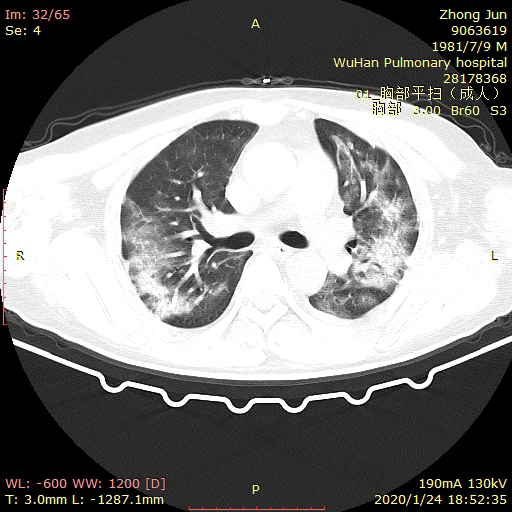 Im: 32/65
Se: 4
A
Zhong Jun
9063619
1981/7/9 M
WuHan Pulmonary hospital
28178368
01_胸部平扫（成人）
胸部 3.00 Br60 S3
R
L
WL: -600 WW: 1200 [D]
T: 3.0mm L: -1287.1mm
P
190mA 130kV
2020/1/24 18:52:35